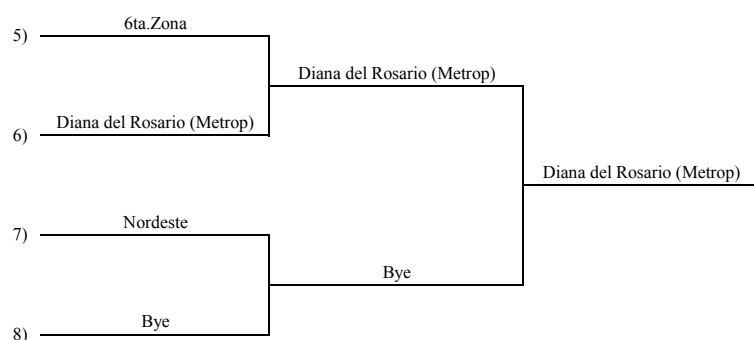 6ta.Zona
5)
Diana del Rosario (Metrop)
Diana del Rosario (Metrop)
6)
Diana del Rosario (Metrop)
Nordeste
7)
Bye
Bye
8)